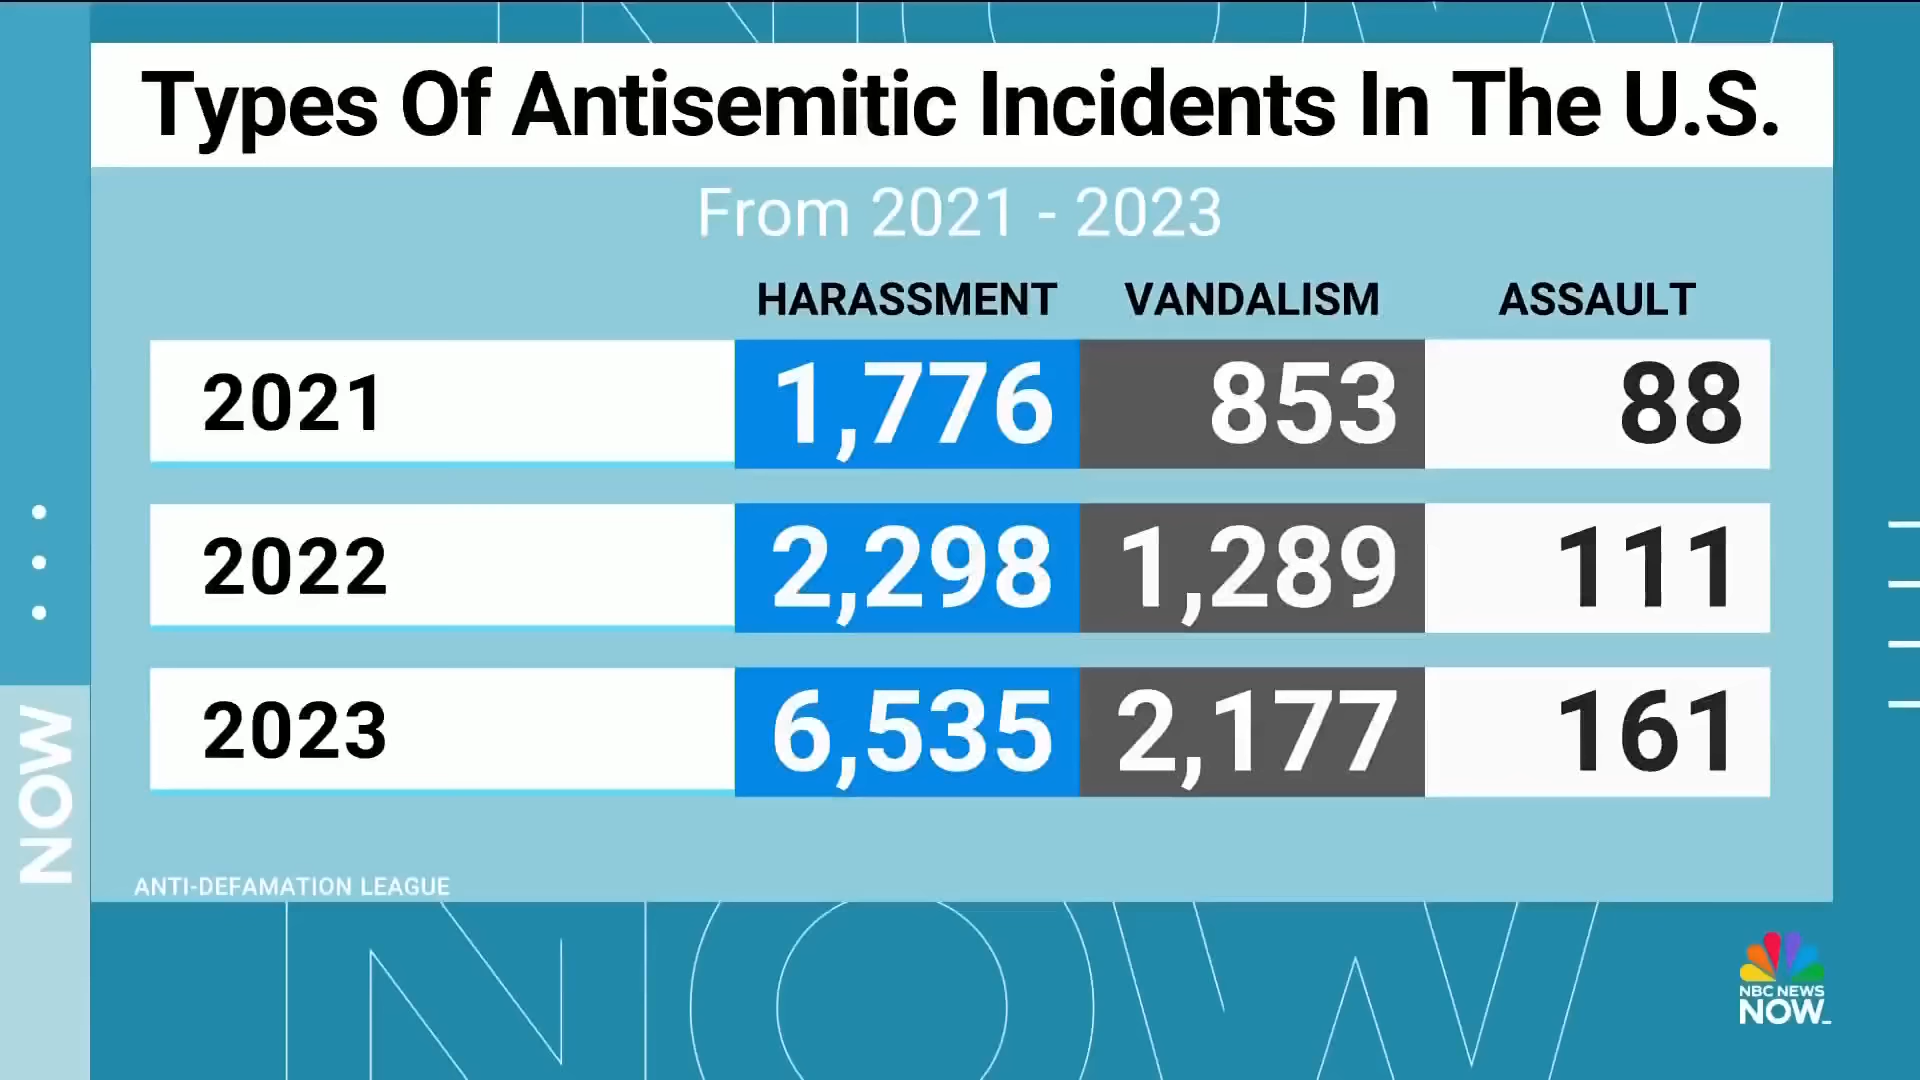 Types Of Antisemitic Incidents In The U.S.
From 2021 - 2023
HARASSMENT VANDALISM ASSAULT
2021 1,776 853 88
2022 2,298 1,289 111
2023 6,535 2,177 161
ANTI-DEFAMATION LEAGUE
NOW
NOW
NBC NEWS
NOW_